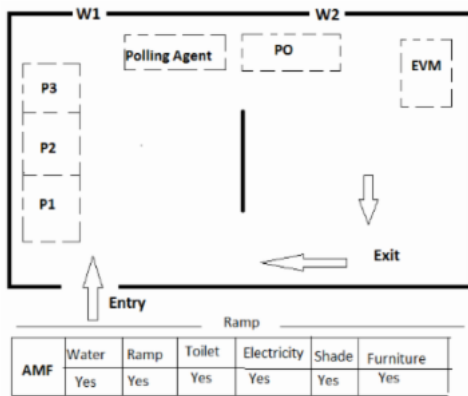 W1 W2
Polling Agent PO EVM
P3
P2
P1
Exit
Entry
Ramp
AMF Water Ramp Toilet Electricity Shade Furniture
Yes Yes Yes Yes Yes Yes